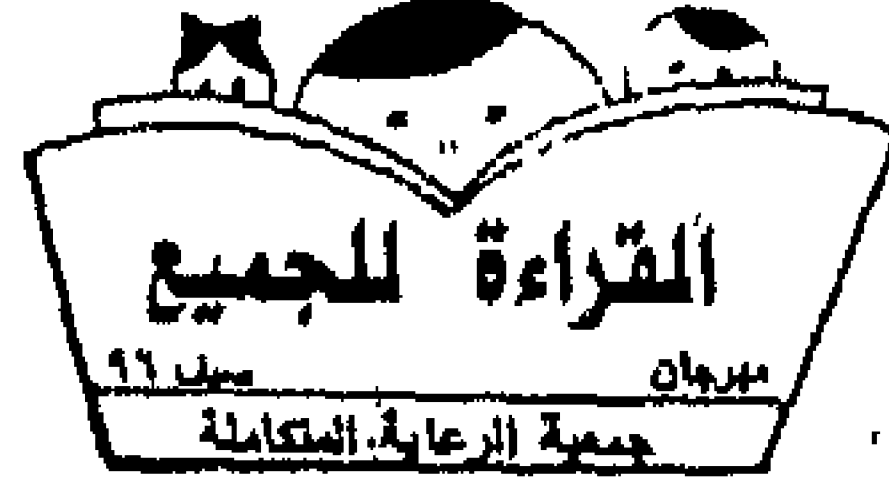 القراءة للجميع
مهرجان صيف ٩٦
جمعية الرعاية المتكاملة